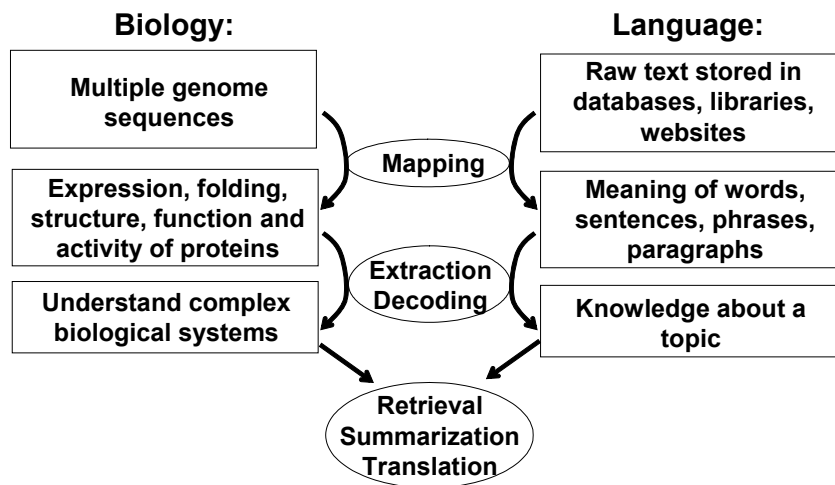 Biology:
Language:
Multiple genome
sequences
Raw text stored in
databases, libraries,
websites
Mapping
Expression, folding,
structure, function and
activity of proteins
Meaning of words,
sentences, phrases,
paragraphs
Extraction
Decoding
Understand complex
biological systems
Knowledge about a
topic
Retrieval
Summarization
Translation